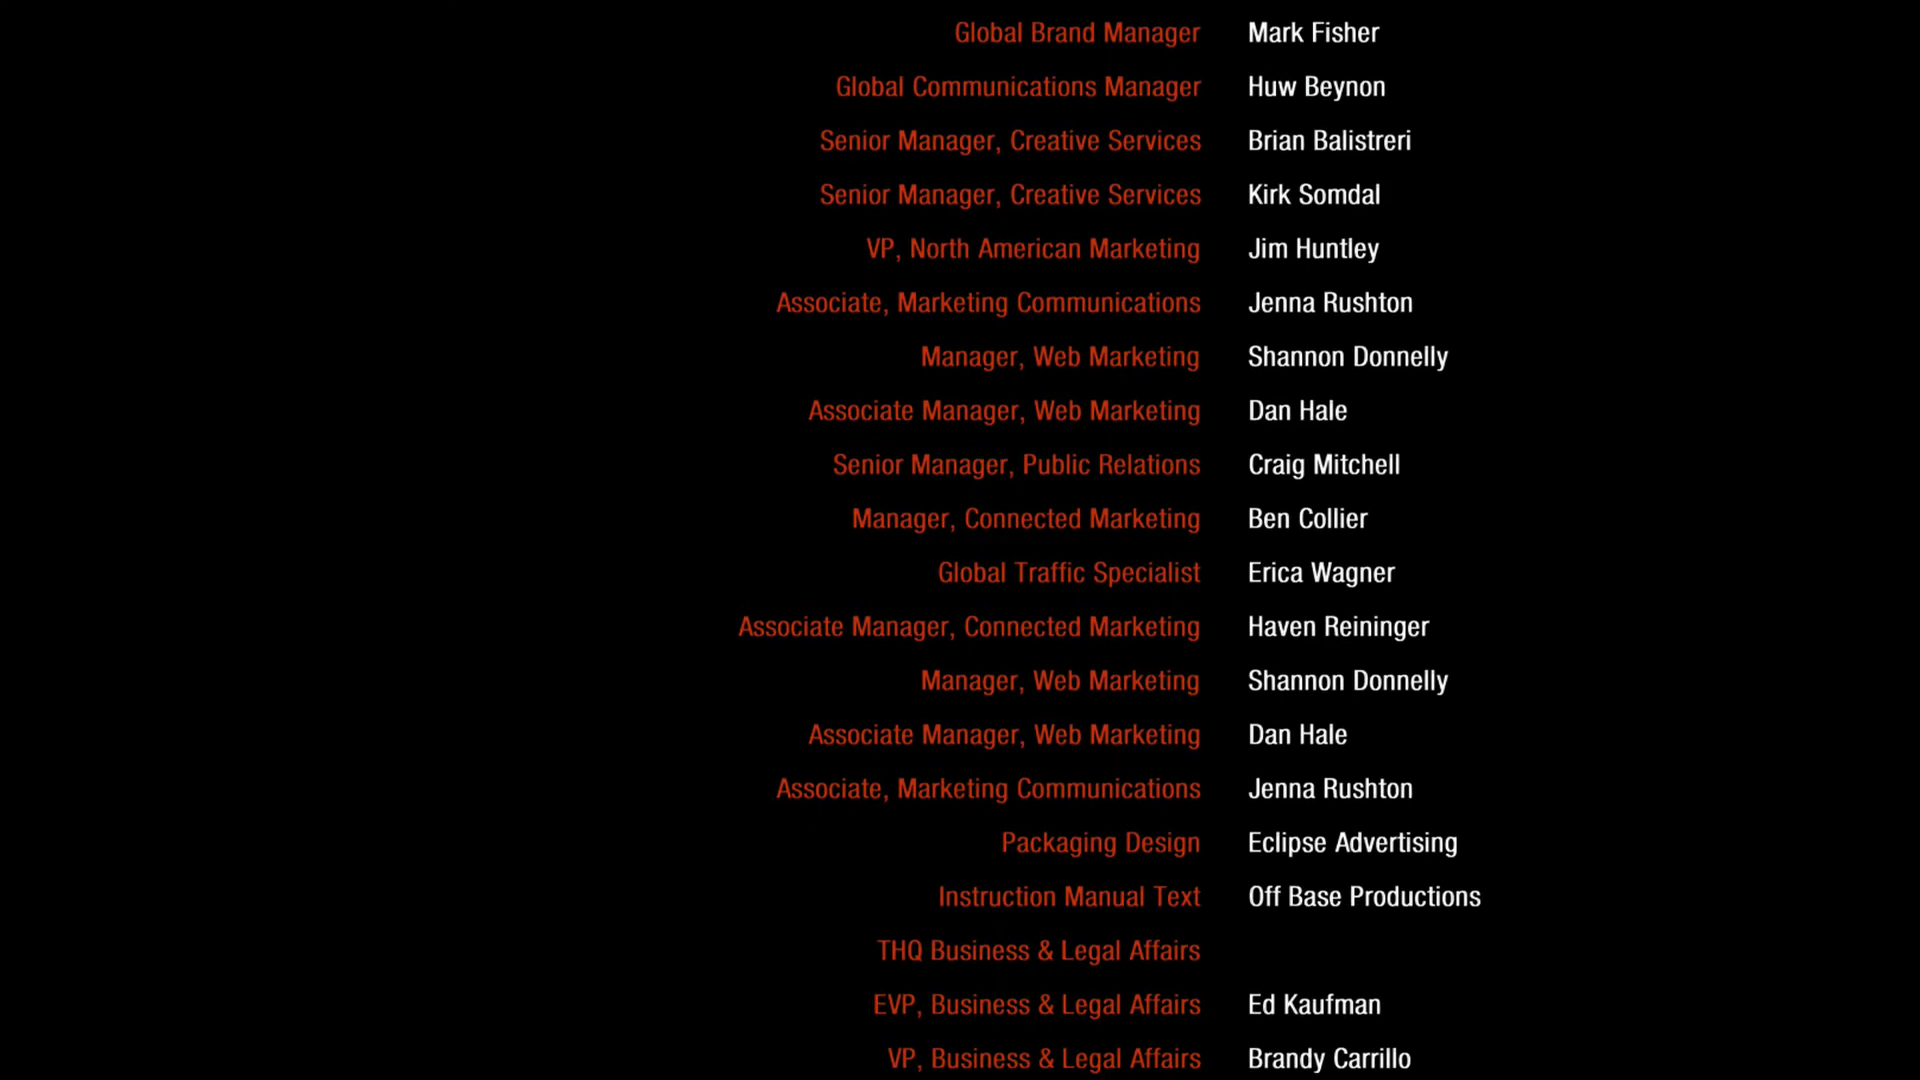 Global Brand Manager Mark Fisher
Global Communications Manager Huw Beynon
Senior Manager, Creative Services Brian Balistreri
Senior Manager, Creative Services Kirk Somdal
VP, North American Marketing Jim Huntley
Associate, Marketing Communications Jenna Rushton
Manager, Web Marketing Shannon Donnelly
Associate Manager, Web Marketing Dan Hale
Senior Manager, Public Relations Craig Mitchell
Manager, Connected Marketing Ben Collier
Global Traffic Specialist Erica Wagner
Associate Manager, Connected Marketing Haven Reininger
Manager, Web Marketing Shannon Donnelly
Associate Manager, Web Marketing Dan Hale
Associate, Marketing Communications Jenna Rushton
Packaging Design Eclipse Advertising
Instruction Manual Text Off Base Productions
THQ Business & Legal Affairs
EVP, Business & Legal Affairs Ed Kaufman
VP, Business & Legal Affairs Brandy Carrillo